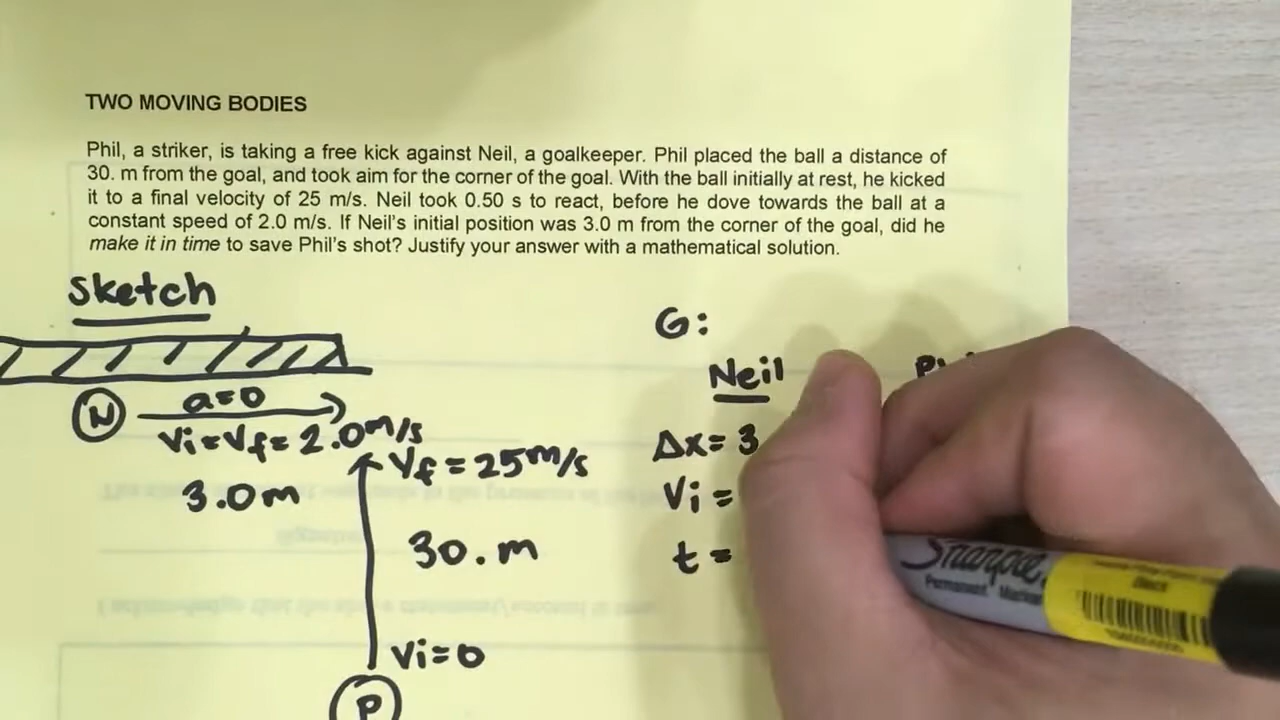 TWO MOVING BODIES
Phil, a striker, is taking a free kick against Neil, a goalkeeper. Phil placed the ball a distance of
30. m from the goal, and took aim for the corner of the goal. With the ball initially at rest, he kicked
it to a final velocity of 25 m/s. Neil took 0.50 s to react, before he dove towards the ball at a
constant speed of 2.0 m/s. If Neil's initial position was 3.0 m from the corner of the goal, did he
make it in time to save Phil's shot? Justify your answer with a mathematical solution.
Sketch
N
a=0
Vi=Vf= 2.0m/s
3.0m
Vf=25m/s
30.m
Vi=0
P
G:
Neil
Δx= 3
Vi =
t =
Sharpie
Permanent Marker